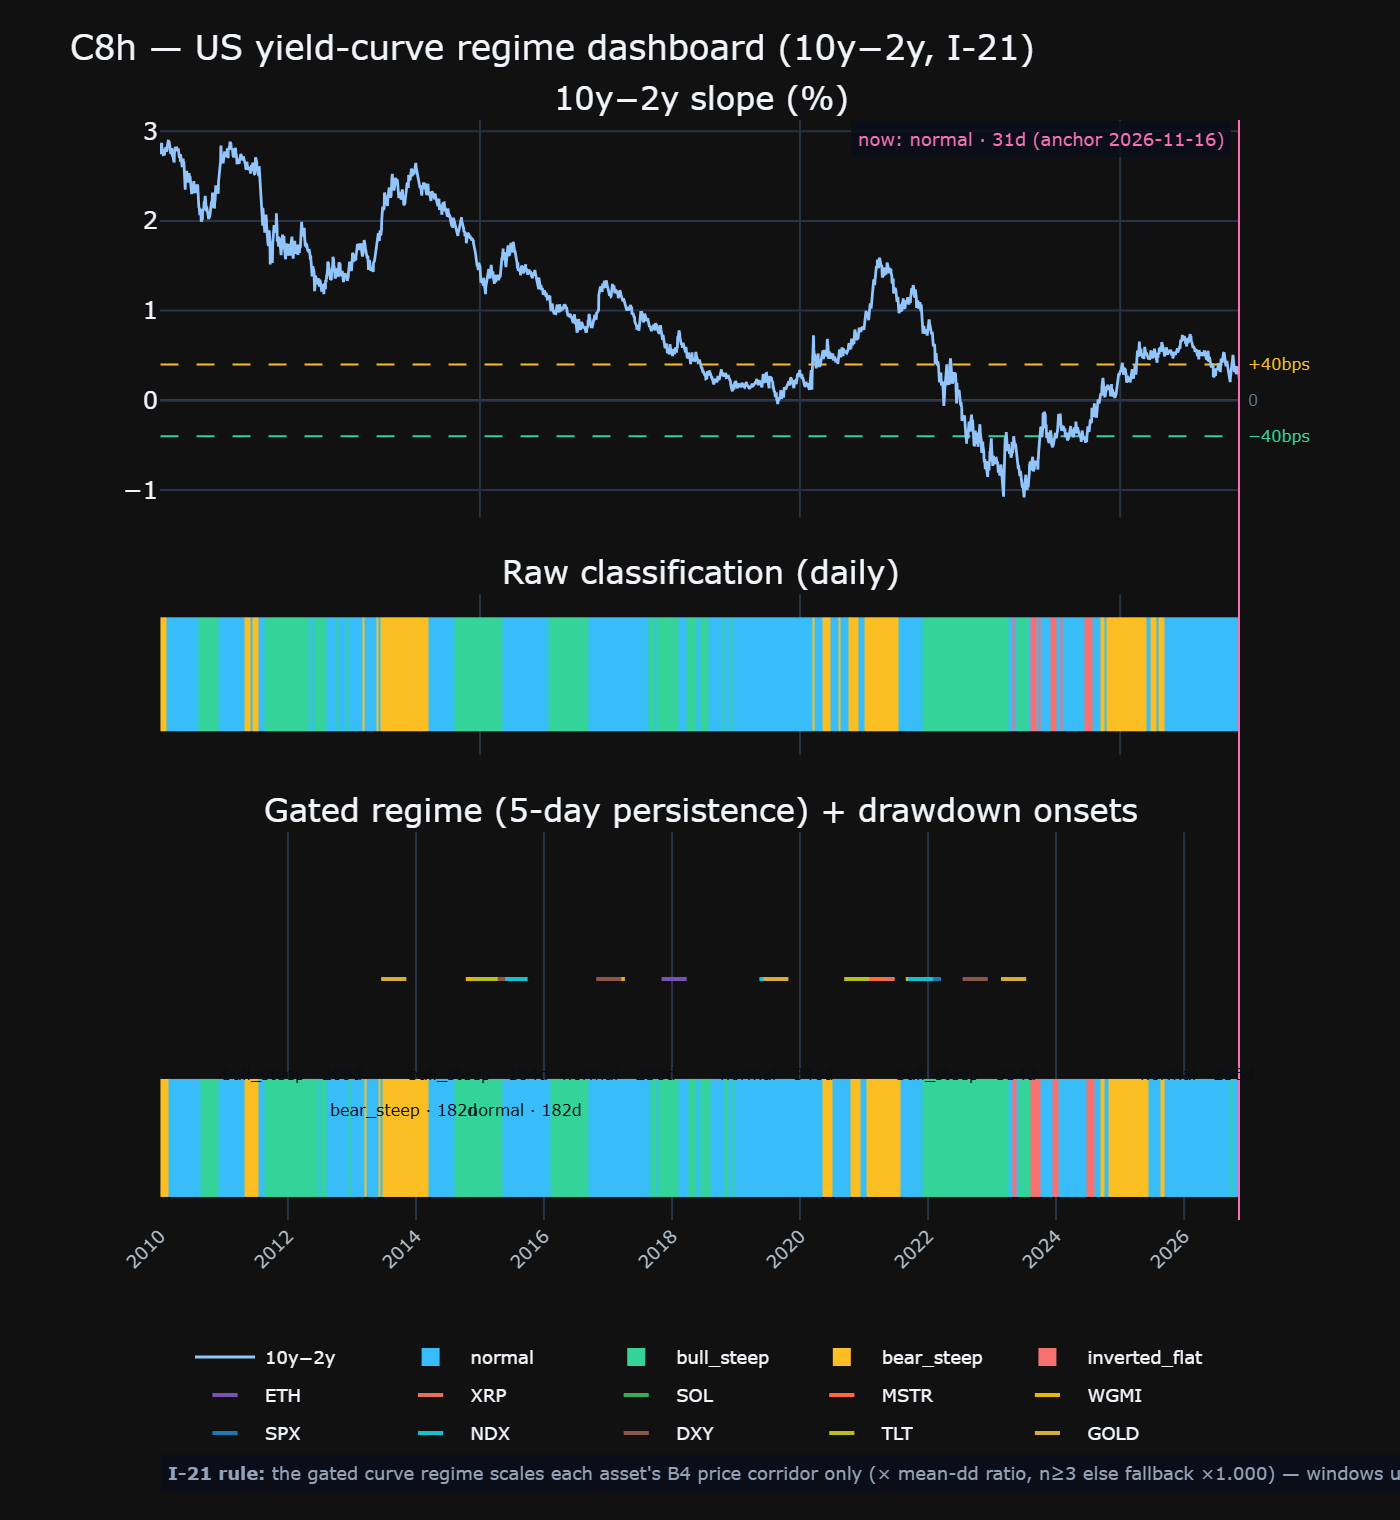 C8h — US yield-curve regime dashboard (10y−2y, I-21)
10y−2y slope (%)
now: normal · 31d (anchor 2026-11-16)
3
2
1
0
−1
+40bps
0
−40bps
Raw classification (daily)
Gated regime (5-day persistence) + drawdown onsets
bear_steep · 182d
normal · 182d
2010
2012
2014
2016
2018
2020
2022
2024
2026
10y−2y
normal
bull_steep
bear_steep
inverted_flat
ETH
XRP
SOL
MSTR
WGMI
SPX
NDX
DXY
TLT
GOLD
I-21 rule: the gated curve regime scales each asset's B4 price corridor only (× mean-dd ratio, n≥3 else fallback ×1.000) — windows